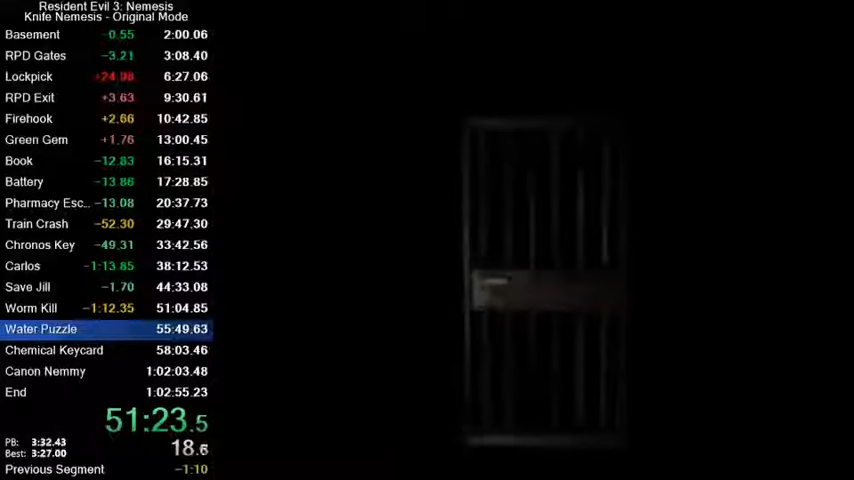 Resident Evil 3: Nemesis
Knife Nemesis - Original Mode
Basement -0.55 2:00.06
RPD Gates -3.21 3:08.40
Lockpick +24.98 6:27.06
RPD Exit +3.63 9:30.61
Firehook +2.66 10:42.85
Green Gem +1.76 13:00.45
Book -12.83 16:15.31
Battery -13.86 17:28.85
Pharmacy Esc... -13.08 20:37.73
Train Crash -52.30 29:47.30
Chronos Key -49.31 33:42.56
Carlos -1:13.85 38:12.53
Save Jill -1.70 44:33.08
Worm Kill -1:12.35 51:04.85
Water Puzzle 55:49.63
Chemical Keycard 58:03.46
Canon Nemmy 1:02:03.48
End 1:02:55.23
51:23.5
PB: 3:32.43
Best: 3:27.00
18.6
Previous Segment -1:10